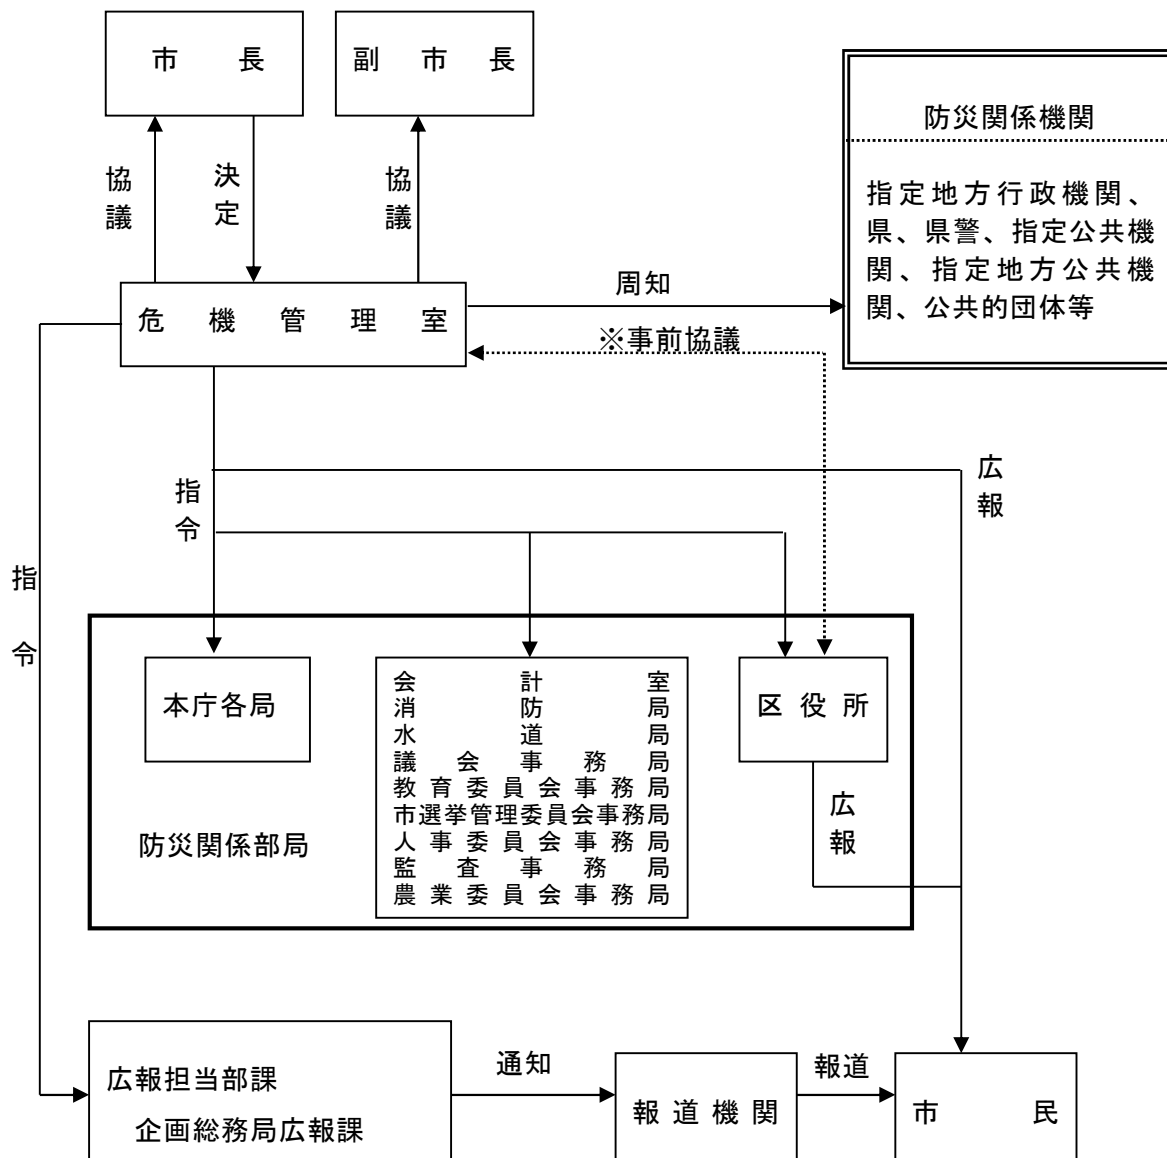 市長
副市長
防災関係機関
指定地方行政機関、
県、県警、指定公共機
関、指定地方公共機
関、公共的団体等
協議
決定
協議
危機管理室
周知
※事前協議
指令
広報
指令
本庁各局
会計室
消防局
水道局
議会事務局
教育委員会事務局
市選挙管理委員会事務局
人事委員会事務局
監査事務局
農業委員会事務局
区役所
防災関係部局
広報
広報担当部課
企画総務局広報課
通知
報道機関
報道
市民